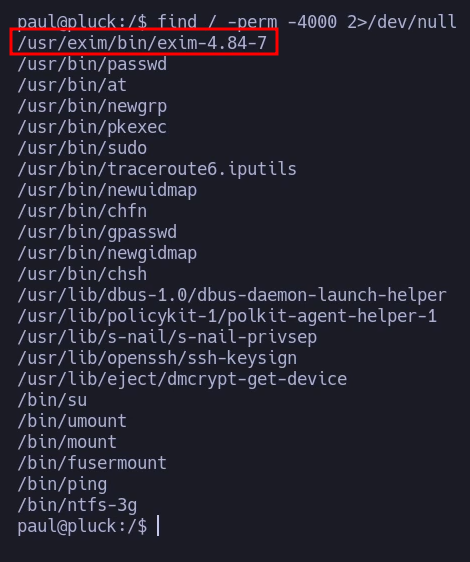 paul@pluck:/$ find / -perm -4000 2>/dev/null
/usr/exim/bin/exim-4.84-7
/usr/bin/passwd
/usr/bin/at
/usr/bin/newgrp
/usr/bin/pkexec
/usr/bin/sudo
/usr/bin/traceroute6.iputils
/usr/bin/newuidmap
/usr/bin/chfn
/usr/bin/gpasswd
/usr/bin/newgidmap
/usr/bin/chsh
/usr/lib/dbus-1.0/dbus-daemon-launch-helper
/usr/lib/policykit-1/polkit-agent-helper-1
/usr/lib/s-nail/s-nail-privsep
/usr/lib/openssh/ssh-keysign
/usr/lib/eject/dmcrypt-get-device
/bin/su
/bin/umount
/bin/mount
/bin/fusermount
/bin/ping
/bin/ntfs-3g
paul@pluck:/$